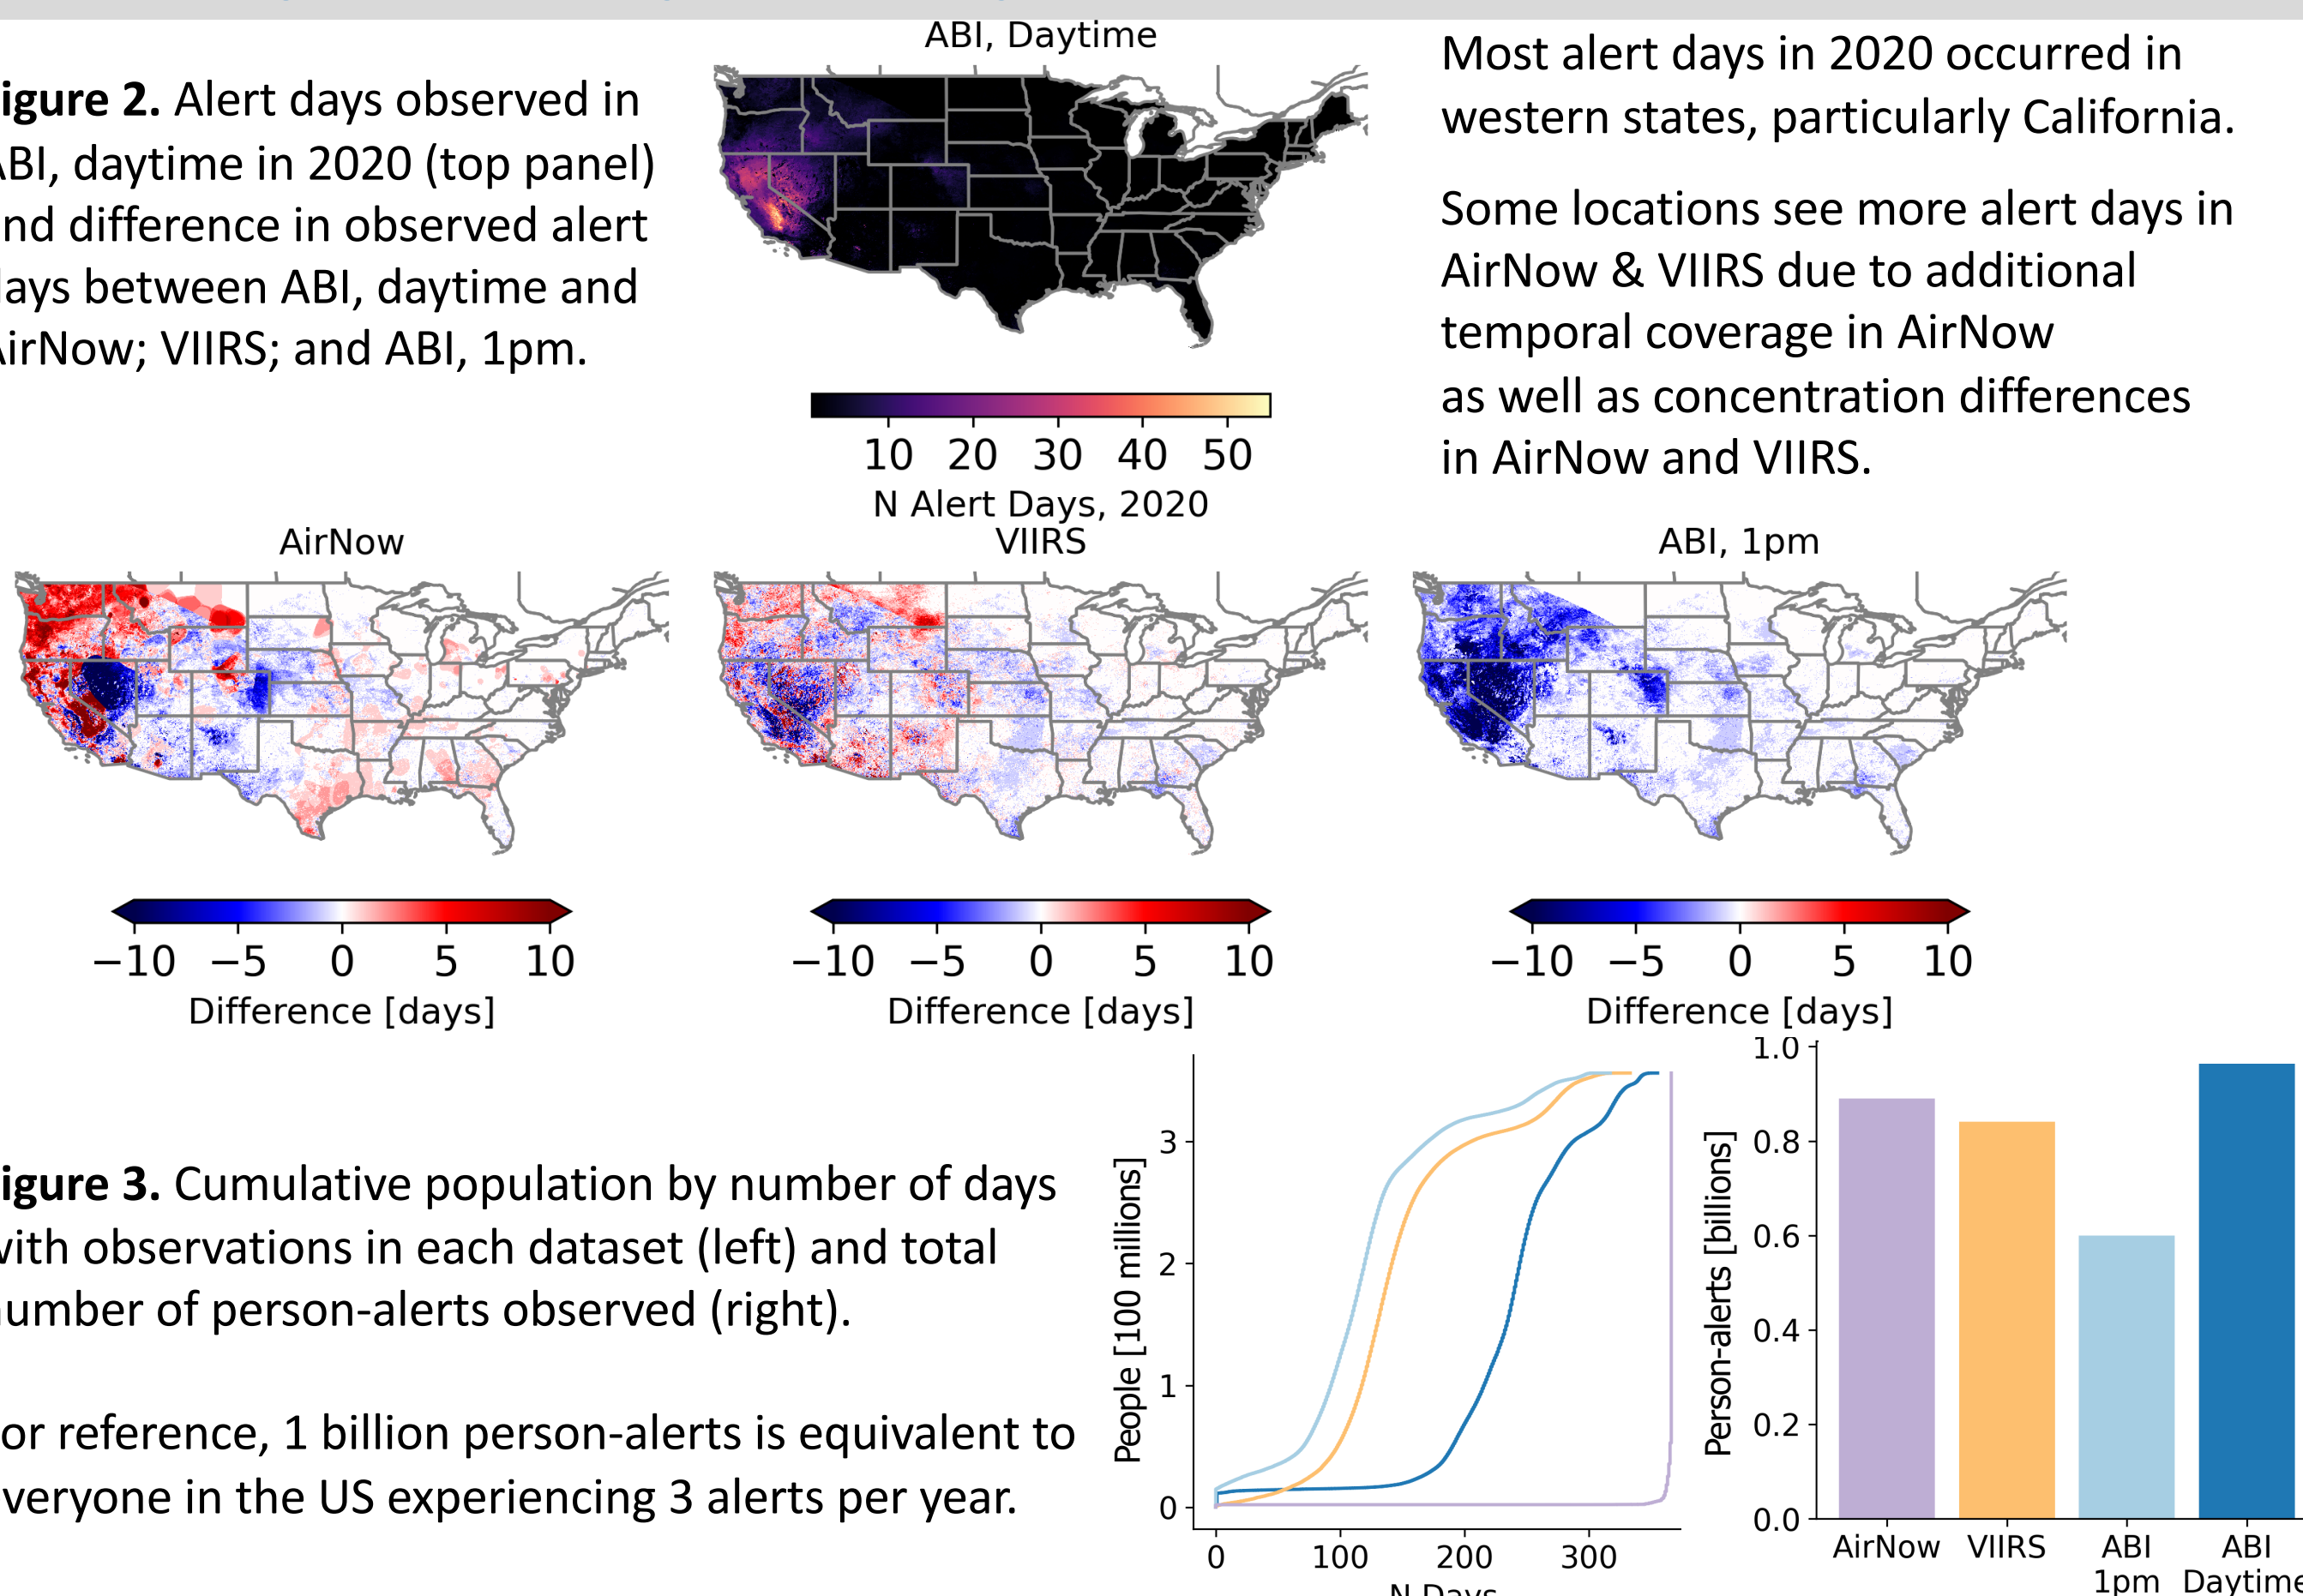 ABI, Daytime
igure 2. Alert days observed in
ABI, daytime in 2020 (top panel)
nd difference in observed alert
days between ABI, daytime and
AirNow; VIIRS; and ABI, 1pm.
10 20 30 40 50
N Alert Days, 2020
Most alert days in 2020 occurred in
western states, particularly California.
Some locations see more alert days in
AirNow & VIIRS due to additional
temporal coverage in AirNow
as well as concentration differences
in AirNow and VIIRS.
AirNow
−10 −5 0 5 10
Difference [days]
VIIRS
−10 −5 0 5 10
Difference [days]
ABI, 1pm
−10 −5 0 5 10
Difference [days]
igure 3. Cumulative population by number of days
with observations in each dataset (left) and total
number of person-alerts observed (right).
or reference, 1 billion person-alerts is equivalent to
everyone in the US experiencing 3 alerts per year.
People [100 millions]
3
2
1
0
0 100 200 300
N Days
Person-alerts [billions]
1.0
0.8
0.6
0.4
0.2
0.0
AirNow VIIRS ABI 1pm ABI Daytime